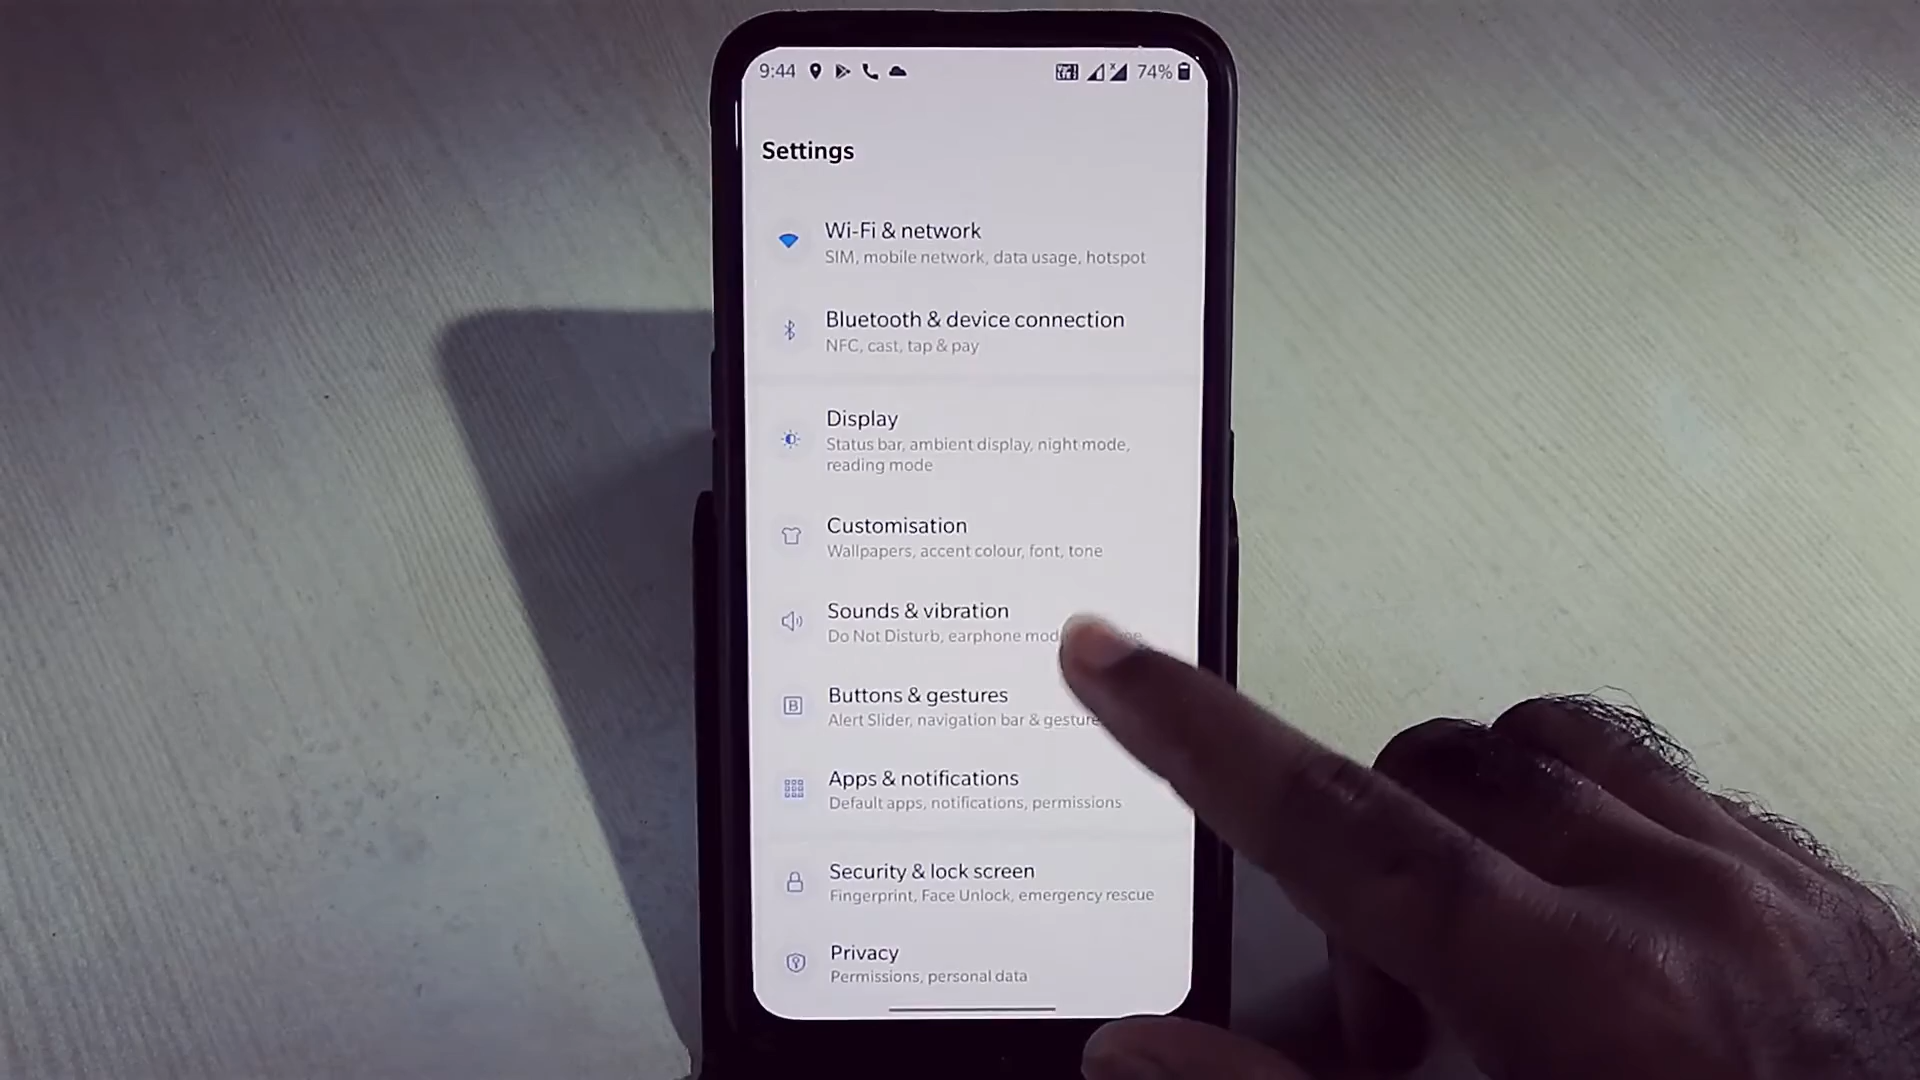 9:44 74%
Settings
Wi-Fi & network
SIM, mobile network, data usage, hotspot
Bluetooth & device connection
NFC, cast, tap & pay
Display
Status bar, ambient display, night mode,
reading mode
Customisation
Wallpapers, accent colour, font, tone
Sounds & vibration
Do Not Disturb, earphone
Buttons & gestures
Alert Slider, navigation bar &
Apps & notifications
Default apps, notifications, permissions
Security & lock screen
Fingerprint, Face Unlock, emergency rescue
Privacy
Permissions, personal data